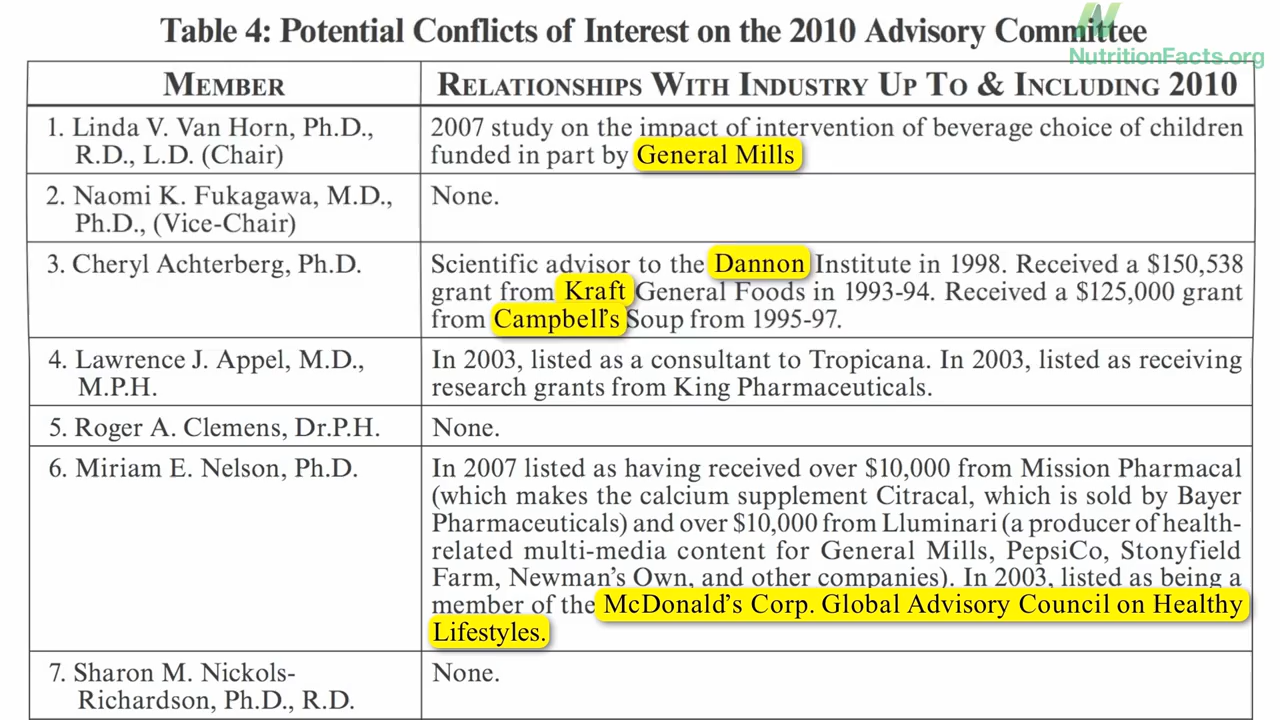 Table 4: Potential Conflicts of Interest on the 2010 Advisory Committee
NutritionFacts.org
MEMBER
RELATIONSHIPS WITH INDUSTRY UP TO & INCLUDING 2010
1. Linda V. Van Horn, Ph.D.,
R.D., L.D. (Chair)
2007 study on the impact of intervention of beverage choice of children
funded in part by General Mills
2. Naomi K. Fukagawa, M.D.,
Ph.D., (Vice-Chair)
None.
3. Cheryl Achterberg, Ph.D.
Scientific advisor to the Dannon Institute in 1998. Received a $150,538
grant from Kraft General Foods in 1993-94. Received a $125,000 grant
from Campbell's Soup from 1995-97.
4. Lawrence J. Appel, M.D.,
M.P.H.
In 2003, listed as a consultant to Tropicana. In 2003, listed as receiving
research grants from King Pharmaceuticals.
5. Roger A. Clemens, Dr.P.H.
None.
6. Miriam E. Nelson, Ph.D.
In 2007 listed as having received over $10,000 from Mission Pharmacal
(which makes the calcium supplement Citracal, which is sold by Bayer
Pharmaceuticals) and over $10,000 from Lluminari (a producer of health-
related multi-media content for General Mills, PepsiCo, Stonyfield
Farm, Newman's Own, and other companies). In 2003, listed as being a
member of the McDonald's Corp. Global Advisory Council on Healthy
Lifestyles.
7. Sharon M. Nickols-
Richardson, Ph.D., R.D.
None.